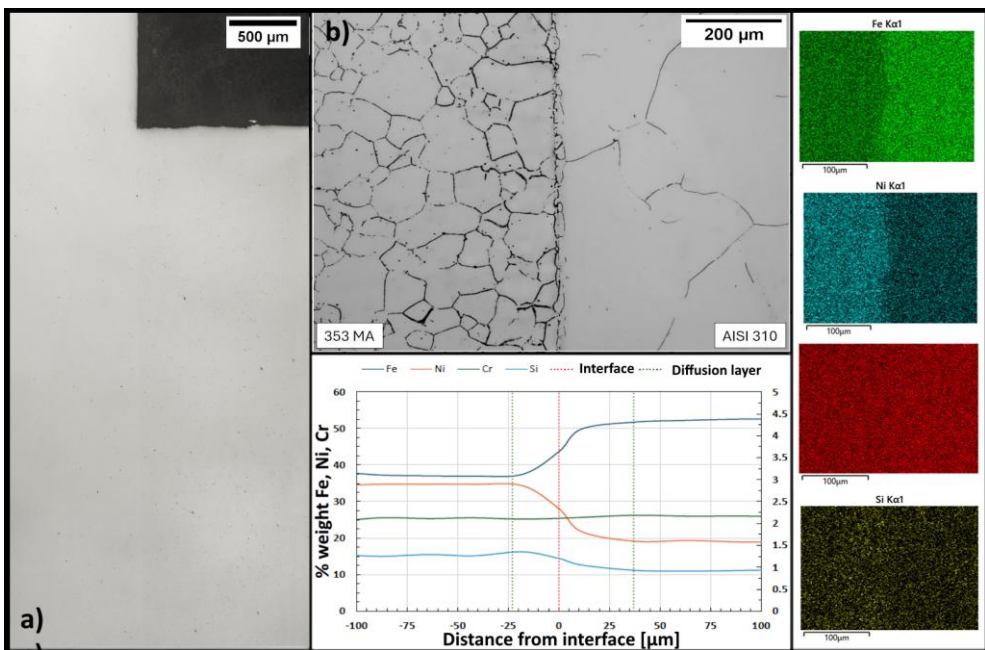 500 µm
a)
b)
200 µm
353 MA
AISI 310
Fe Ni Cr Si Interface Diffusion layer
% weight Fe, Ni, Cr
60
50
40
30
20
10
0
5
4.5
4
3.5
3
2.5
2
1.5
1
0.5
0
-100 -75 -50 -25 0 25 50 75 100
Distance from interface [µm]
Fe Kα1
100µm
Ni Kα1
100µm
100µm
Si Kα1
100µm